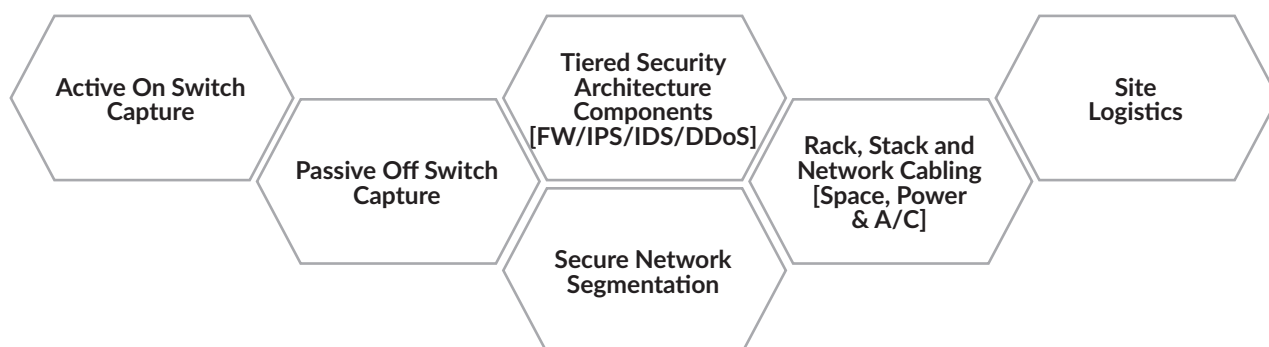 Active On Switch
Capture
Passive Off Switch
Capture
Tiered Security
Architecture
Components
[FW/IPS/IDS/DDoS]
Secure Network
Segmentation
Rack, Stack and
Network Cabling
[Space, Power
& A/C]
Site
Logistics